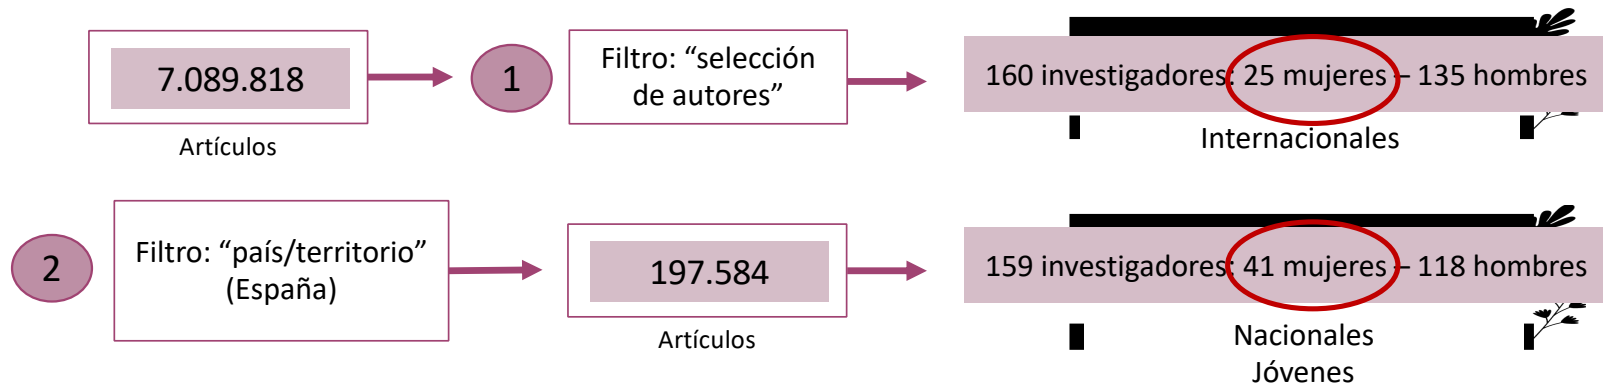 7.089.818
Artículos
1
Filtro: “selección
de autores”
160 investigadores: 25 mujeres – 135 hombres
Internacionales
2
Filtro: “país/territorio”
(España)
197.584
Artículos
159 investigadores: 41 mujeres – 118 hombres
Nacionales
Jóvenes